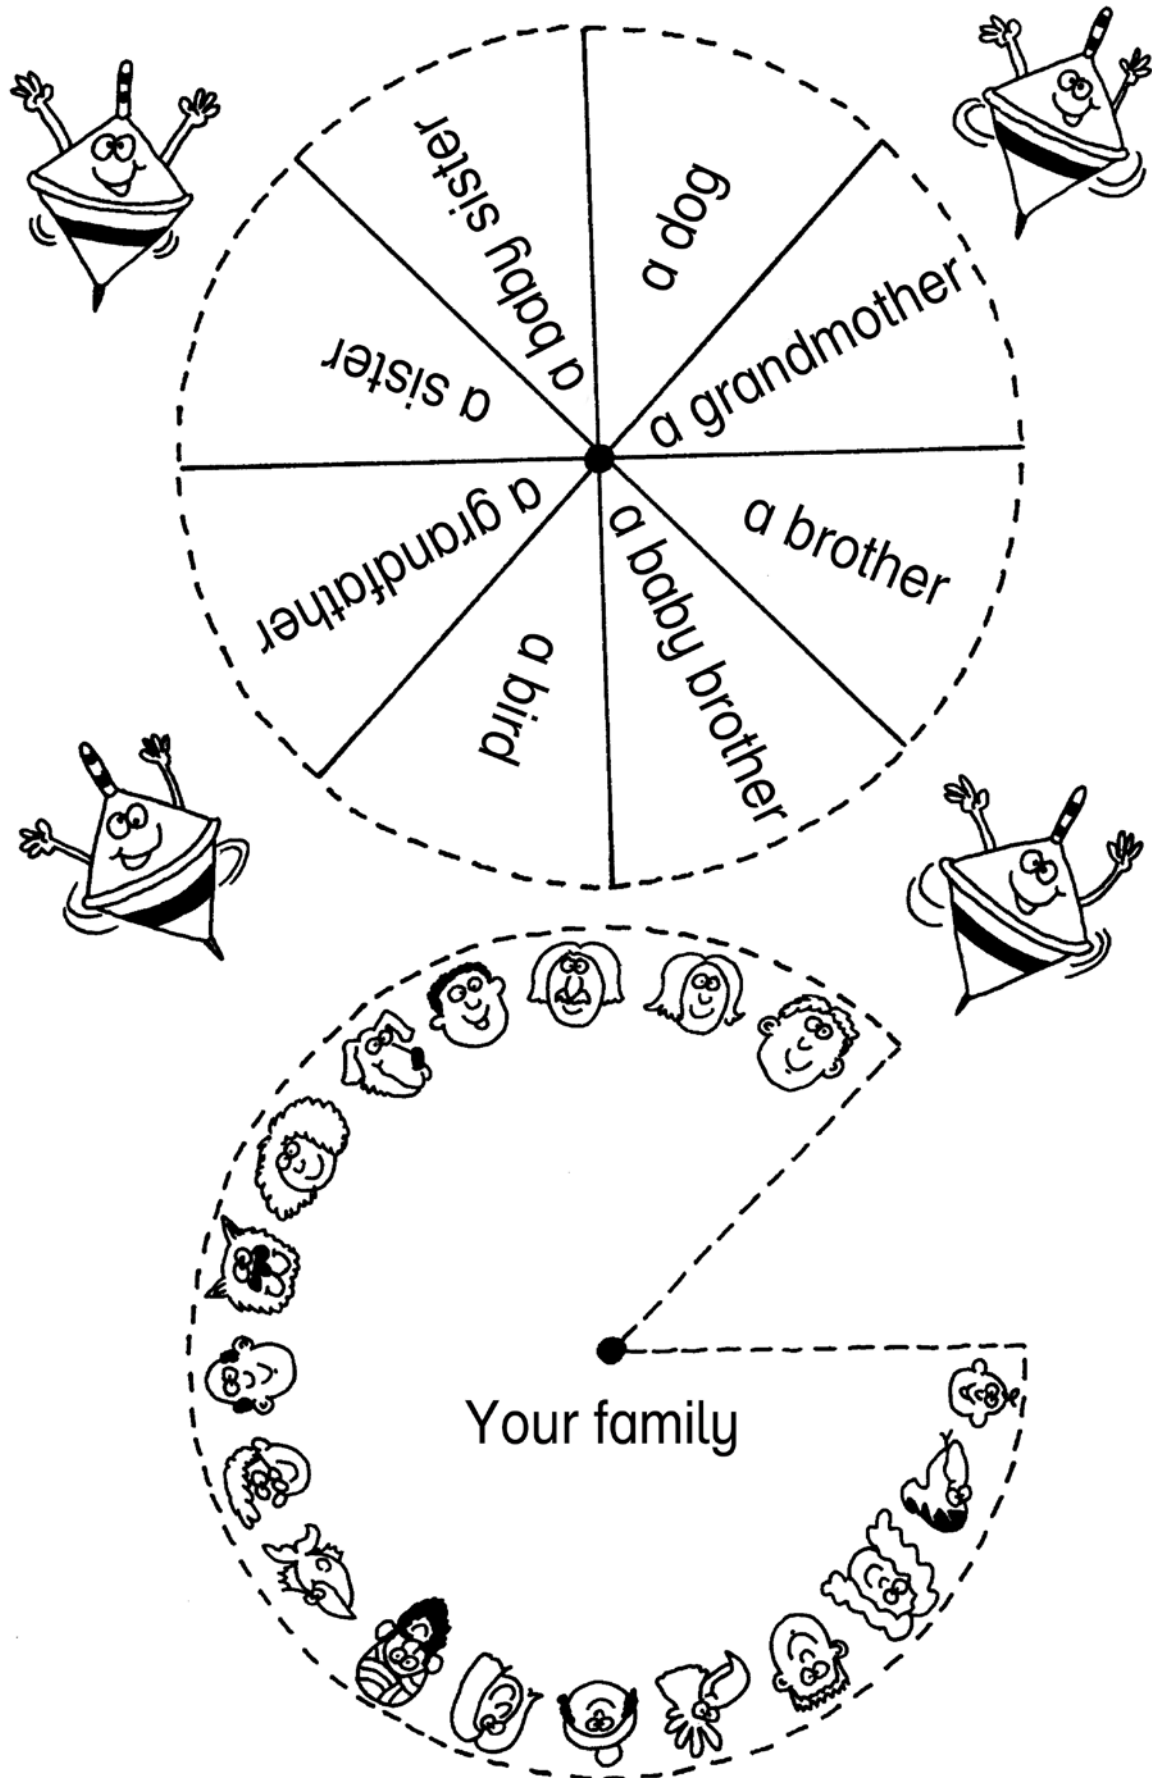 a dog
a grandmother
a brother
a baby brother
a bird
a grandfather
a sister
a baby sister
Your family